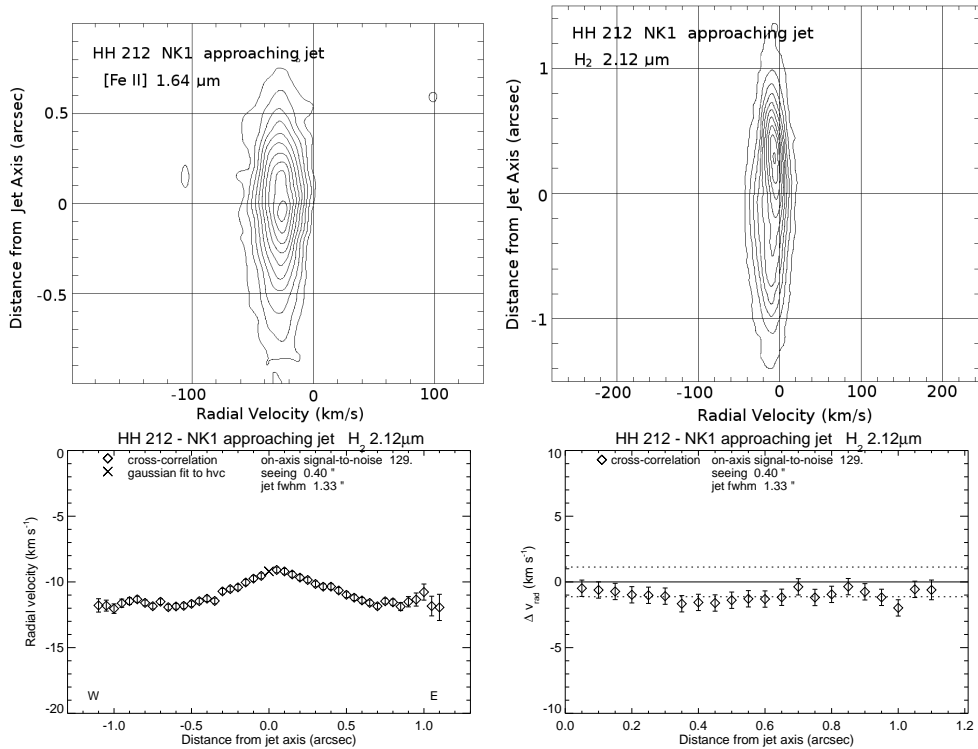 HH 212 NK1 approaching jet
[Fe II] 1.64 μm
Distance from Jet Axis (arcsec)
0.5
0
-0.5
-100
0
100
Radial Velocity (km/s)
HH 212 NK1 approaching jet
H₂ 2.12 μm
Distance from Jet Axis (arcsec)
1
0
-1
-200
-100
0
100
200
Radial Velocity (km/s)
HH 212 - NK1 approaching jet H₂ 2.12μm
cross-correlation
gaussian fit to hvc
on-axis signal-to-noise 129.
seeing 0.40 "
jet fwhm 1.33 "
Radial velocity (km s⁻¹)
0
-5
-10
-15
-20
W
E
-1.0
-0.5
0.0
0.5
1.0
Distance from jet axis (arcsec)
HH 212 - NK1 approaching jet H₂ 2.12μm
cross-correlation
on-axis signal-to-noise 129.
seeing 0.40 "
jet fwhm 1.33 "
Δ vrad (km s⁻¹)
10
5
0
-5
-10
0.0
0.2
0.4
0.6
0.8
1.0
1.2
Distance from jet axis (arcsec)